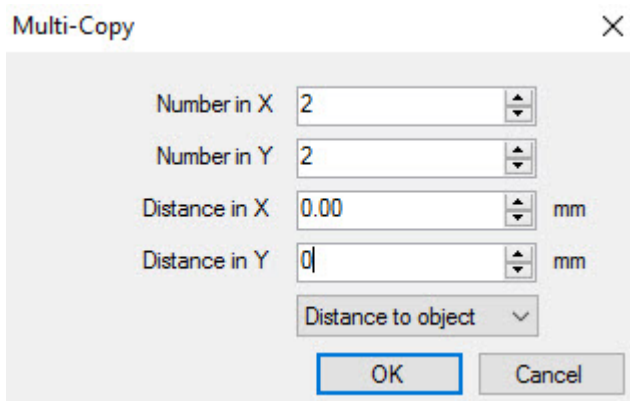 Multi-Copy
Number in X 2
Number in Y 2
Distance in X 0.00 mm
Distance in Y 0 mm
Distance to object
OK Cancel